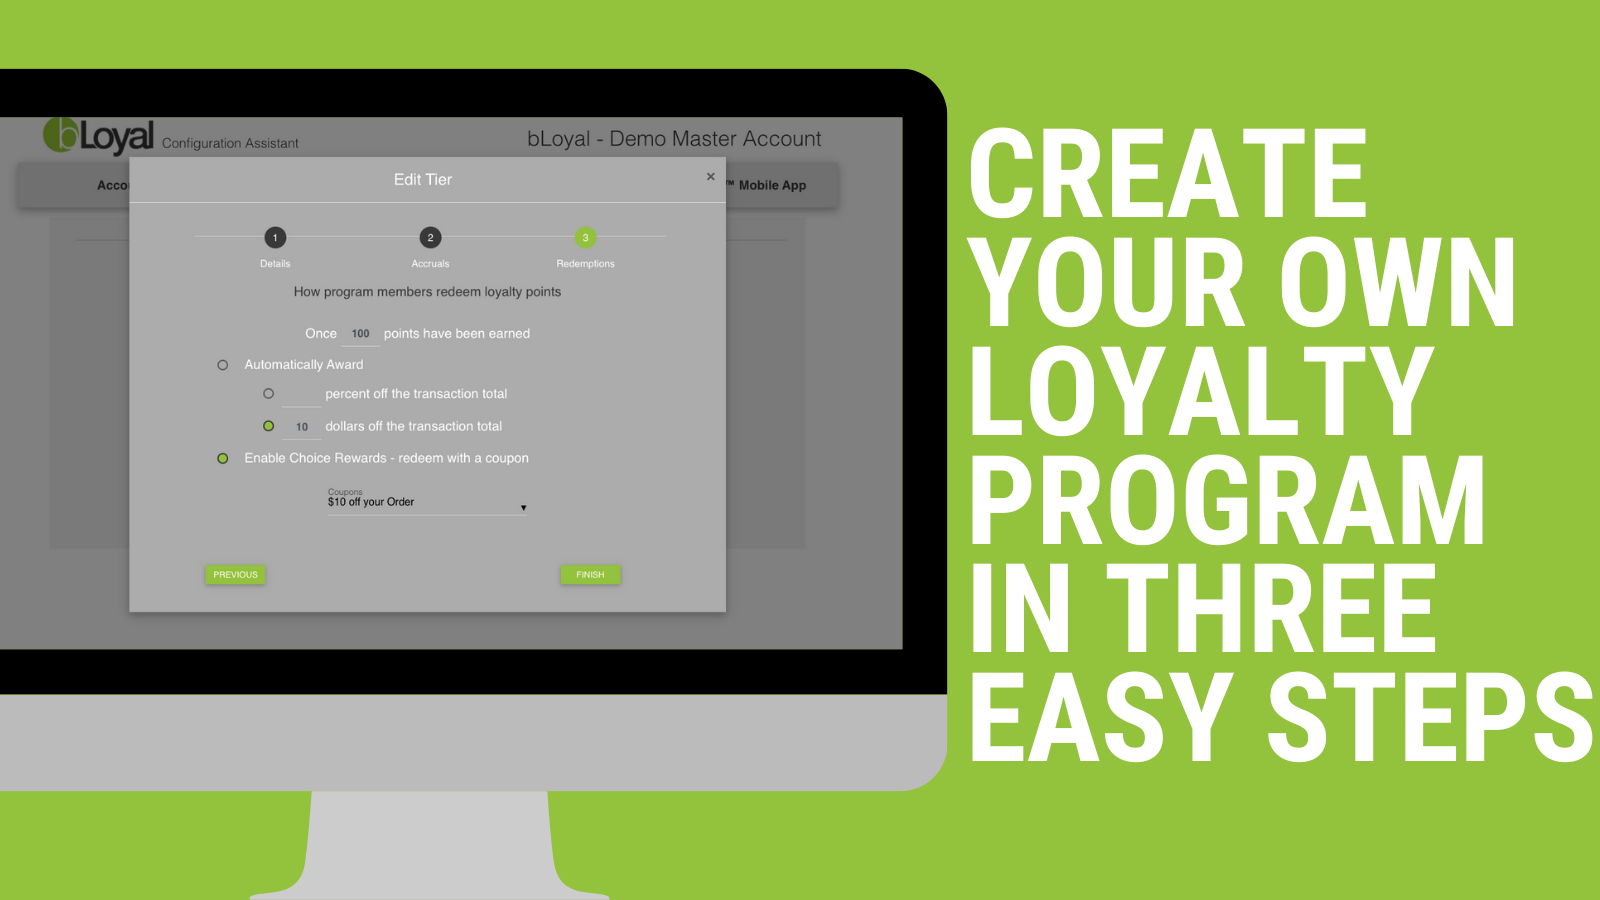 bLoyal Configuration Assistant
bLoyal - Demo Master Account
Acco
™ Mobile App
Edit Tier
×
1
2
3
Details
Accruals
Redemptions
How program members redeem loyalty points
Once 100 points have been earned
Automatically Award
percent off the transaction total
10 dollars off the transaction total
Enable Choice Rewards - redeem with a coupon
Coupons
$10 off your Order
PREVIOUS
FINISH
CREATE
YOUR OWN
LOYALTY
PROGRAM
IN THREE
EASY STEPS